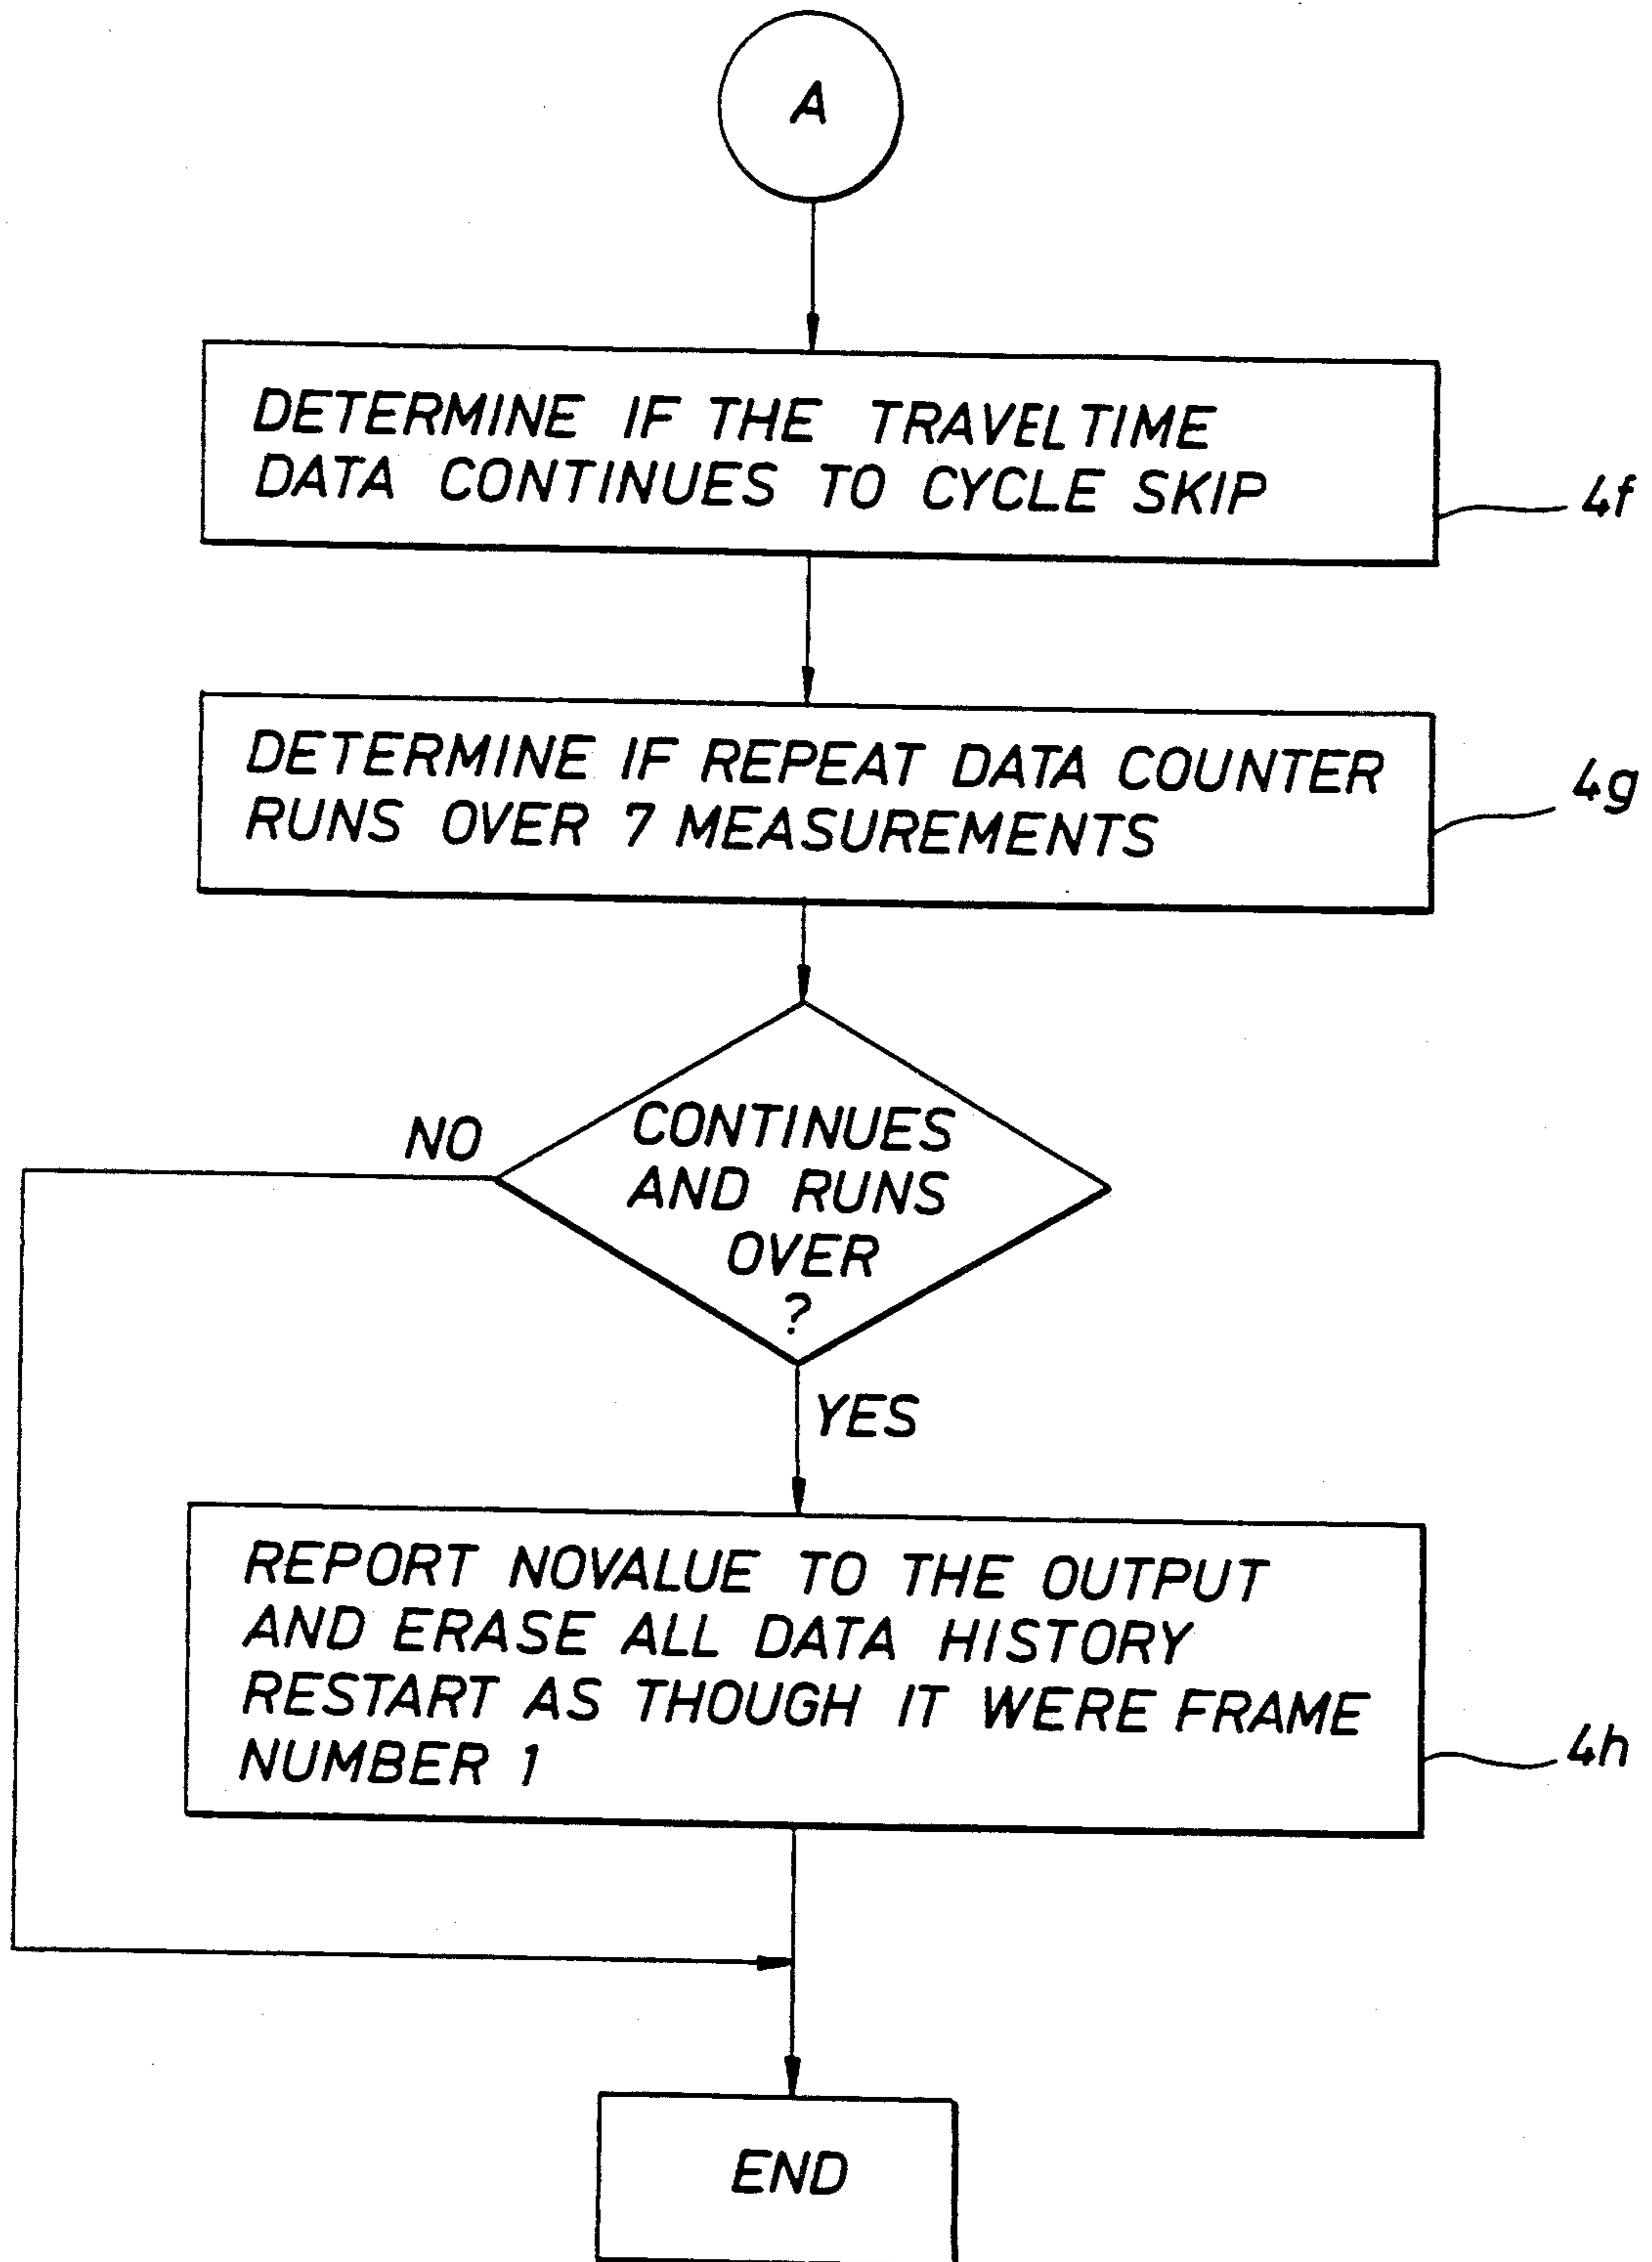 A
DETERMINE IF THE TRAVELTIME
DATA CONTINUES TO CYCLE SKIP
4f
DETERMINE IF REPEAT DATA COUNTER
RUNS OVER 7 MEASUREMENTS
4g
NO
CONTINUES
AND RUNS
OVER
?
YES
REPORT NOVALUE TO THE OUTPUT
AND ERASE ALL DATA HISTORY
RESTART AS THOUGH IT WERE FRAME
NUMBER 1
4h
END